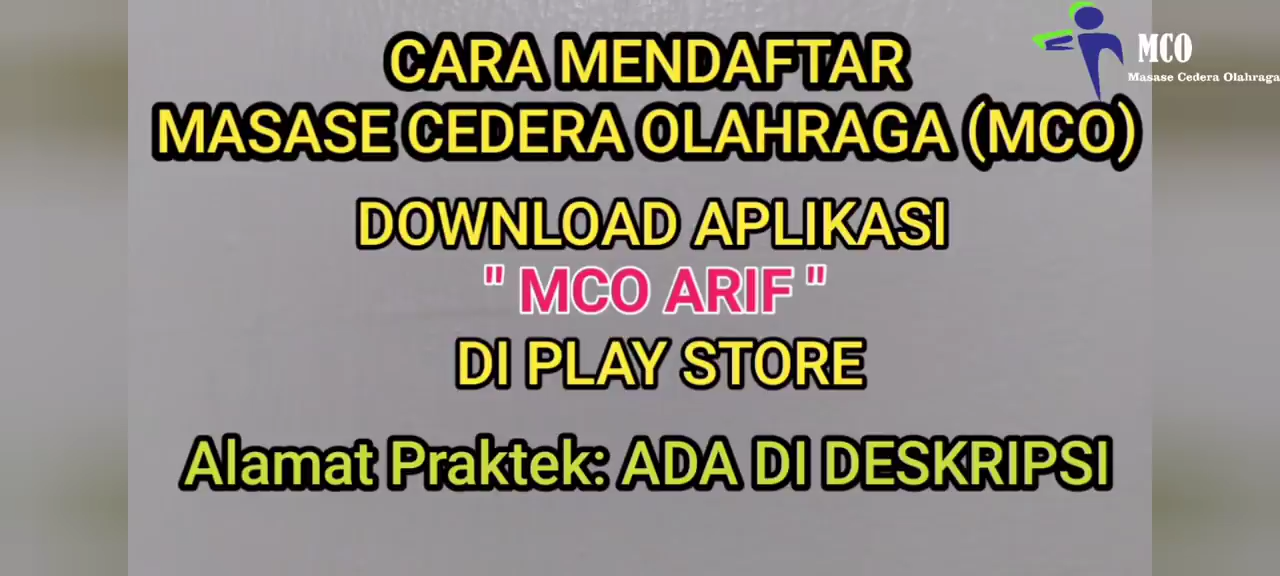 CARA MENDAFTAR
MASASE CEDERA OLAHRAGA (MCO)
DOWNLOAD APLIKASI
" MCO ARIF "
DI PLAY STORE
Alamat Praktek: ADA DI DESKRIPSI
MCO
Masase Cedera Olahraga